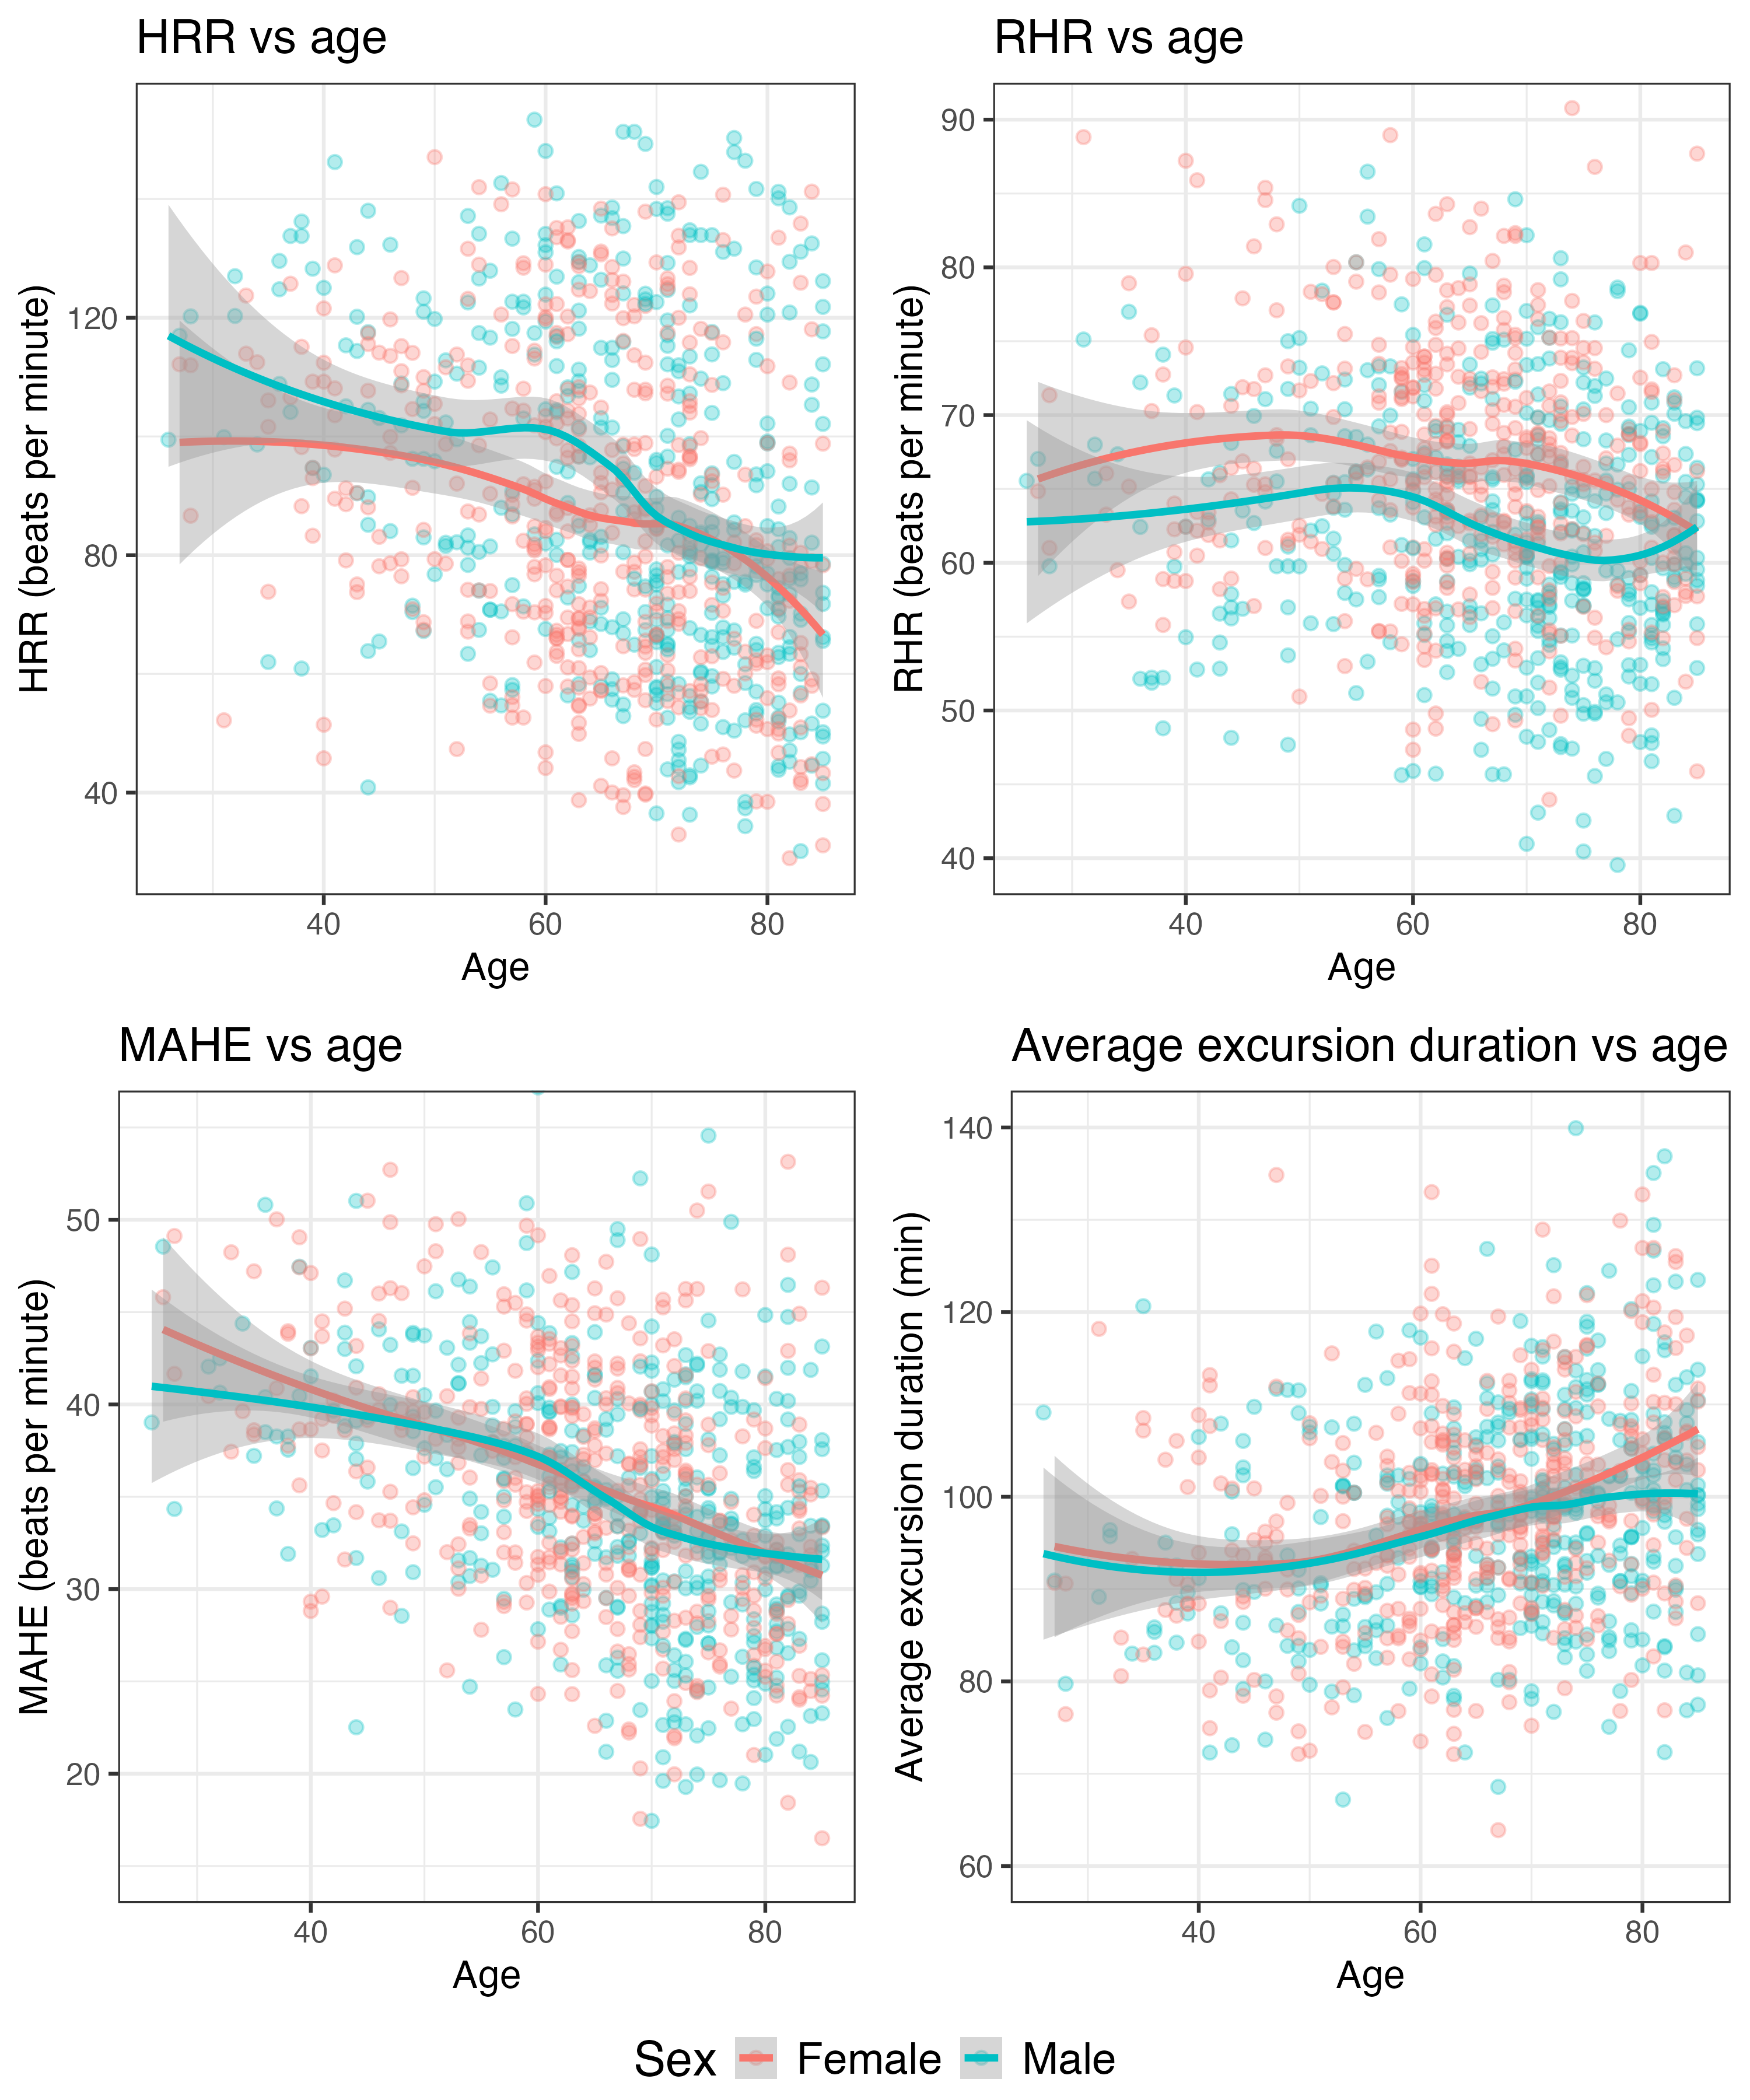 HRR vs age
HRR (beats per minute)
120
80
40
40 60 80
Age
RHR vs age
RHR (beats per minute)
90
80
70
60
50
40
40 60 80
Age
MAHE vs age
MAHE (beats per minute)
50
40
30
20
40 60 80
Age
Average excursion duration vs age
Average excursion duration (min)
140
120
100
80
60
40 60 80
Age
Sex Female Male